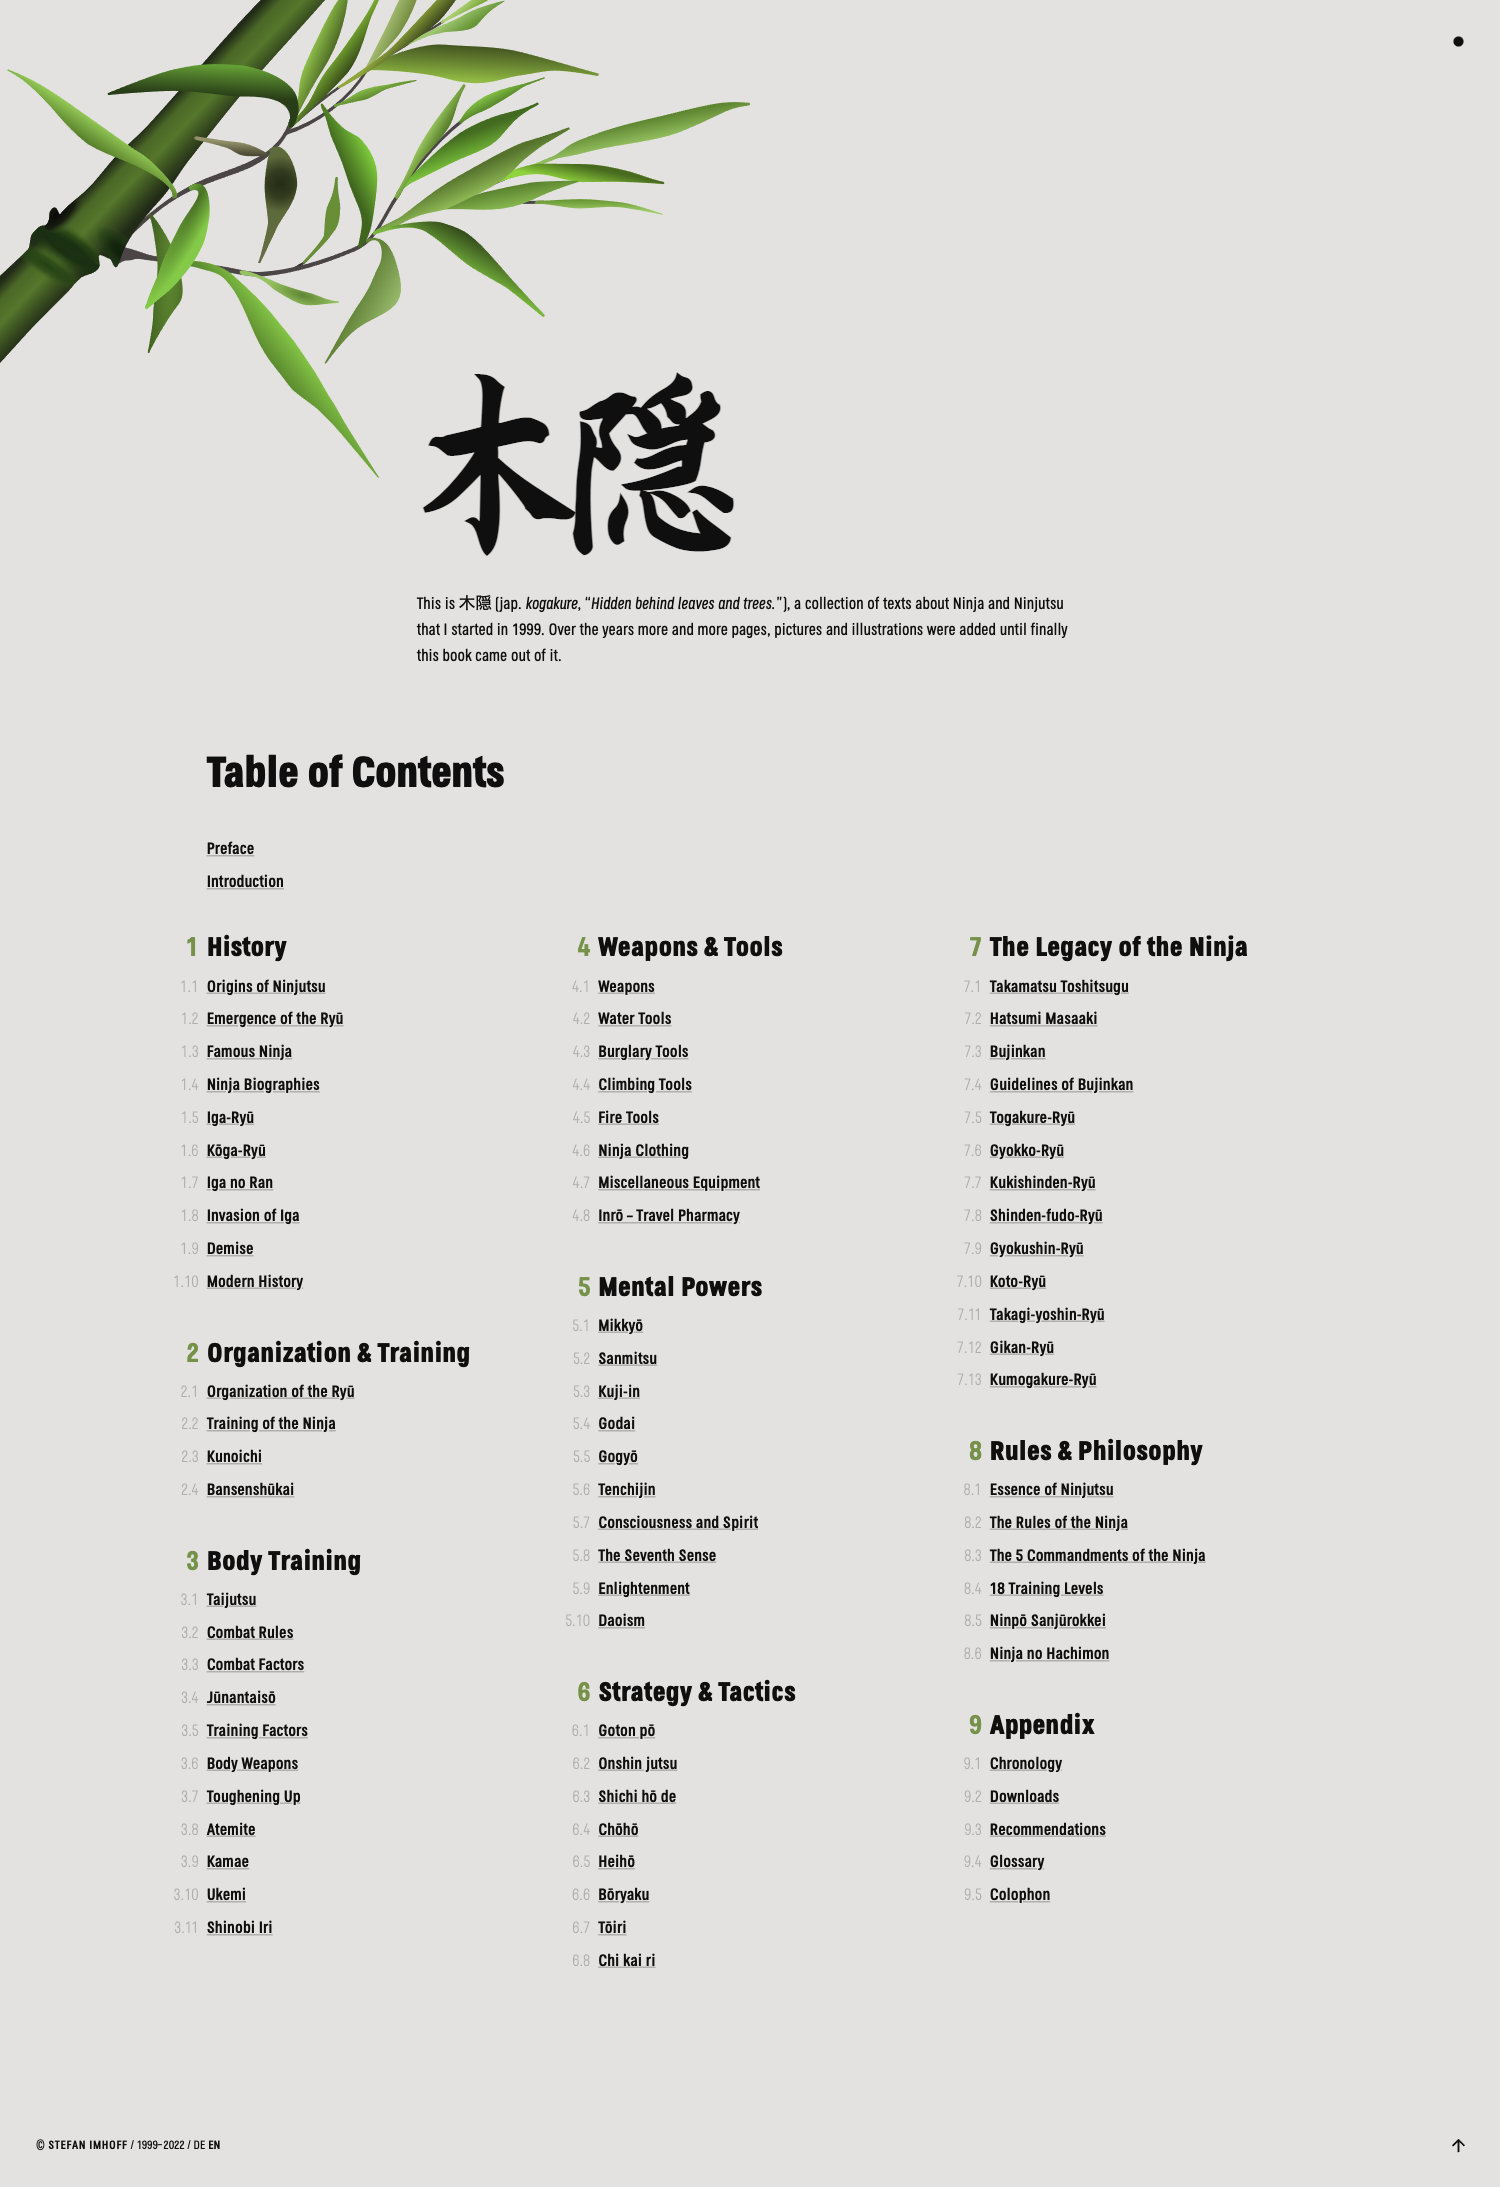 木隠
This is 木隠 (jap. kogakure, “Hidden behind leaves and trees.”), a collection of texts about Ninja and Ninjutsu
that I started in 1999. Over the years more and more pages, pictures and illustrations were added until finally
this book came out of it.
Table of Contents
Preface
Introduction
1 History
1.1 Origins of Ninjutsu
1.2 Emergence of the Ryū
1.3 Famous Ninja
1.4 Ninja Biographies
1.5 Iga-Ryū
1.6 Kōga-Ryū
1.7 Iga no Ran
1.8 Invasion of Iga
1.9 Demise
1.10 Modern History
2 Organization & Training
2.1 Organization of the Ryū
2.2 Training of the Ninja
2.3 Kunoichi
2.4 Bansenshūkai
3 Body Training
3.1 Taijutsu
3.2 Combat Rules
3.3 Combat Factors
3.4 Jūnantaisō
3.5 Training Factors
3.6 Body Weapons
3.7 Toughening Up
3.8 Atemite
3.9 Kamae
3.10 Ukemi
3.11 Shinobi Iri
4 Weapons & Tools
4.1 Weapons
4.2 Water Tools
4.3 Burglary Tools
4.4 Climbing Tools
4.5 Fire Tools
4.6 Ninja Clothing
4.7 Miscellaneous Equipment
4.8 Inrō – Travel Pharmacy
5 Mental Powers
5.1 Mikkyō
5.2 Sanmitsu
5.3 Kuji-in
5.4 Godai
5.5 Gogyō
5.6 Tenchijin
5.7 Consciousness and Spirit
5.8 The Seventh Sense
5.9 Enlightenment
5.10 Daoism
6 Strategy & Tactics
6.1 Goton pō
6.2 Onshin jutsu
6.3 Shichi hō de
6.4 Chōhō
6.5 Heihō
6.6 Bōryaku
6.7 Tōiri
6.8 Chi kai ri
7 The Legacy of the Ninja
7.1 Takamatsu Toshitsugu
7.2 Hatsumi Masaaki
7.3 Bujinkan
7.4 Guidelines of Bujinkan
7.5 Togakure-Ryū
7.6 Gyokko-Ryū
7.7 Kukishinden-Ryū
7.8 Shinden-fudo-Ryū
7.9 Gyokushin-Ryū
7.10 Koto-Ryū
7.11 Takagi-yoshin-Ryū
7.12 Gikan-Ryū
7.13 Kumogakure-Ryū
8 Rules & Philosophy
8.1 Essence of Ninjutsu
8.2 The Rules of the Ninja
8.3 The 5 Commandments of the Ninja
8.4 18 Training Levels
8.5 Ninpō Sanjūrokkei
8.6 Ninja no Hachimon
9 Appendix
9.1 Chronology
9.2 Downloads
9.3 Recommendations
9.4 Glossary
9.5 Colophon
© STEFAN IMHOFF / 1999–2022 / DE EN